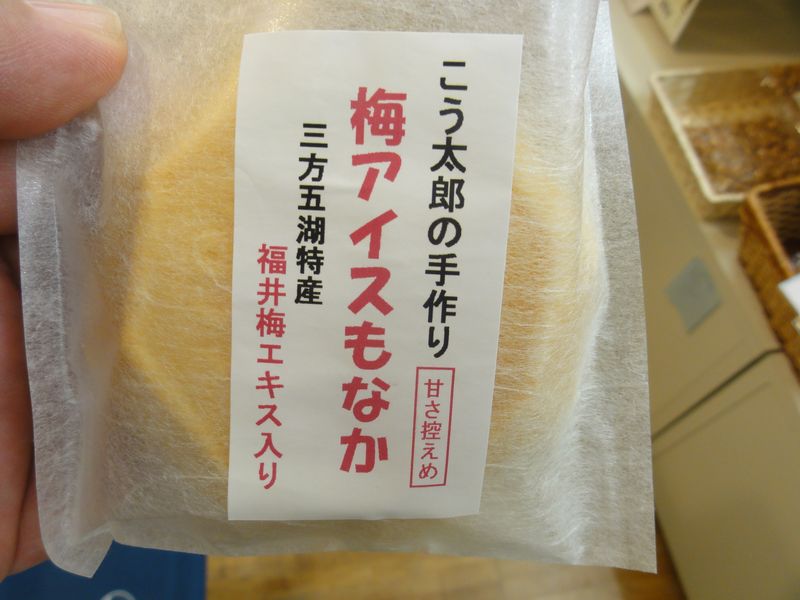 こう太郎の手作り
甘さ控えめ
梅アイスもなか
三方五湖特産
福井梅エキス入り